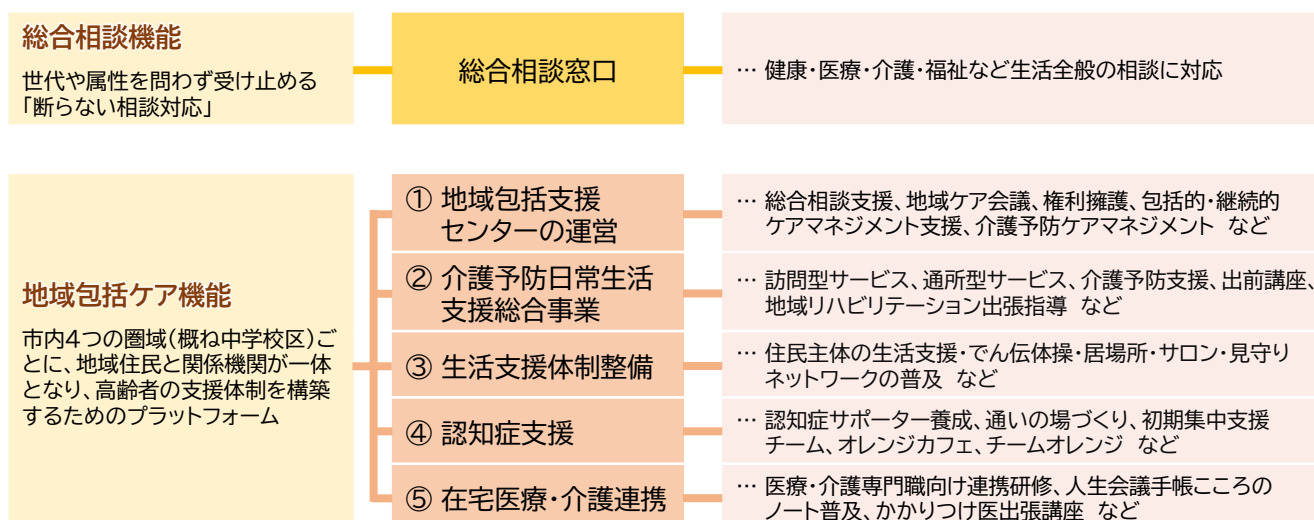 総合相談機能
世代や属性を問わず受け止める
「断らない相談対応」
総合相談窓口
… 健康・医療・介護・福祉など生活全般の相談に対応
地域包括ケア機能
市内4つの圏域(概ね中学校区)ご
とに、地域住民と関係機関が一体
となり、高齢者の支援体制を構築
するためのプラットフォーム
① 地域包括支援
センターの運営
… 総合相談支援、地域ケア会議、権利擁護、包括的・継続的
ケアマネジメント支援、介護予防ケアマネジメント など
② 介護予防日常生活
支援総合事業
… 訪問型サービス、通所型サービス、介護予防支援、出前講座、
地域リハビリテーション出張指導 など
③ 生活支援体制整備
… 住民主体の生活支援・でん伝体操・居場所・サロン・見守り
ネットワークの普及 など
④ 認知症支援
… 認知症サポーター養成、通いの場づくり、初期集中支援
チーム、オレンジカフェ、チームオレンジ など
⑤ 在宅医療・介護連携
… 医療・介護専門職向け連携研修、人生会議手帳こころの
ノート普及、かかりつけ医出張講座 など